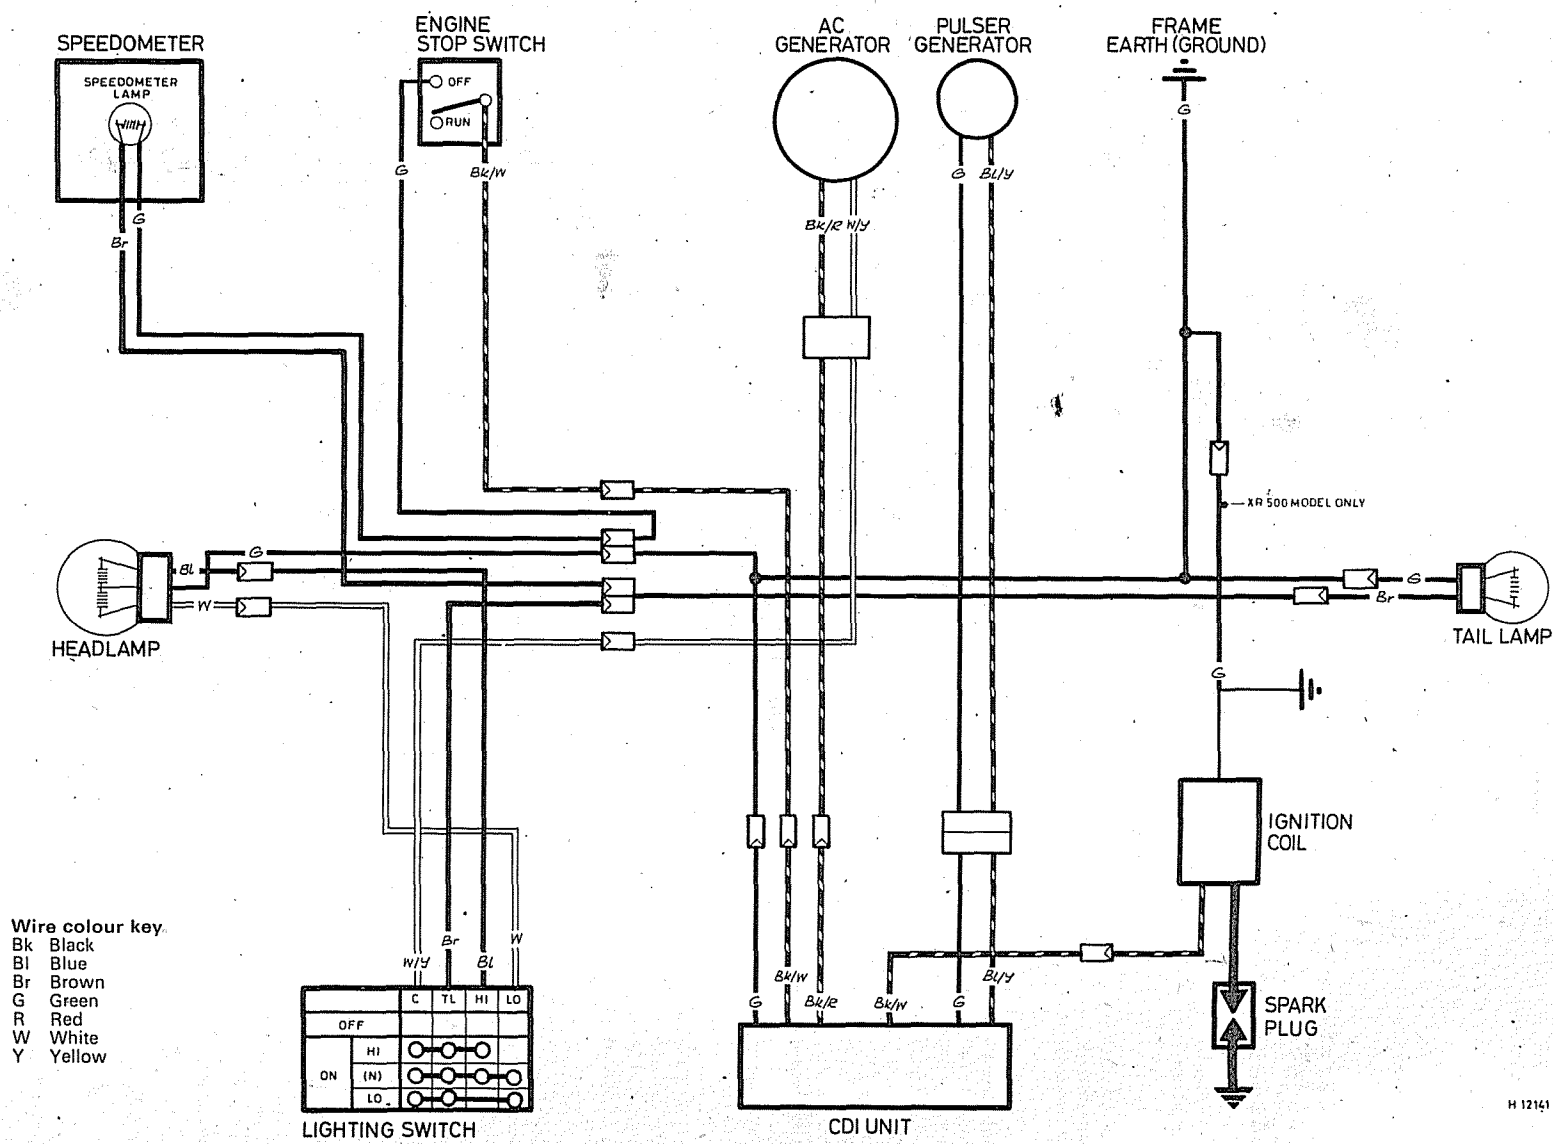 ENGINE
STOP SWITCH
AC
GENERATOR
PULSER
GENERATOR
FRAME
EARTH (GROUND)
SPEEDOMETER
SPEEDOMETER
LAMP
OFF
RUN
G
G
Bk/W
G
Bl/Y
G
Br
Bk/R
W/Y
XR 500 MODEL ONLY
G
Bl
W
HEADLAMP
G
Br
TAIL LAMP
G
IGNITION
COIL
Wire colour key
Bk Black
Bl Blue
Br Brown
G Green
R Red
W White
Y Yellow
W/Y
Br
Bl
W
C TL HI LO
OFF
ON
HI
(N)
LO
LIGHTING SWITCH
G
Bk/W
Bk/R
Bk/W
G
Bl/Y
CDI UNIT
SPARK
PLUG
H 12141